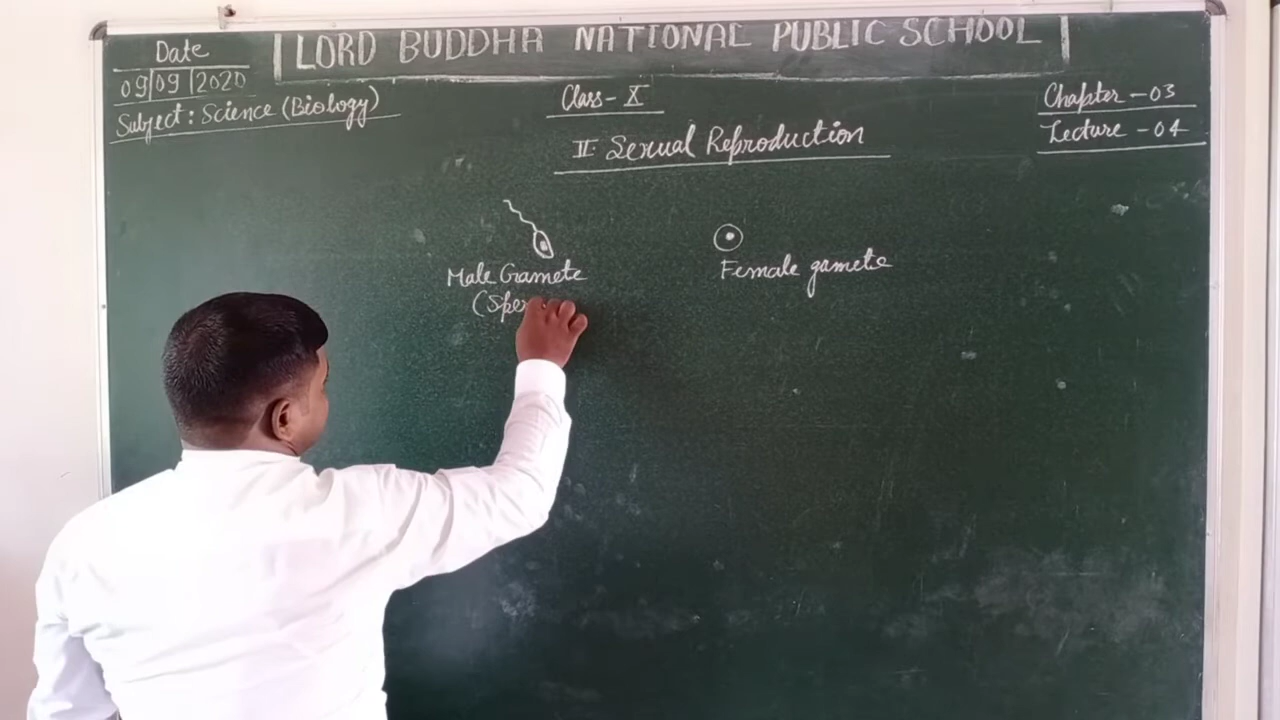 Date
09/09/2020
LORD BUDDHA NATIONAL PUBLIC SCHOOL
Subject: Science (Biology)
Class - X
Chapter - 03
Lecture - 04
II Sexual Reproduction
Male Gamete
(Spe
Female gamete